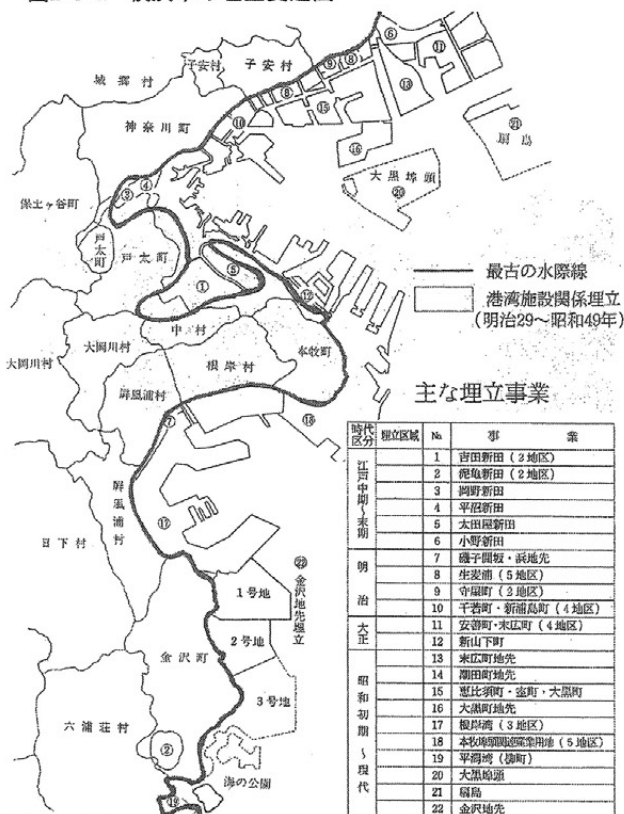 子安村
子安村
城郷村
神奈川町
保土ヶ谷町
戸太町
戸太町
大黒埠頭
扇島
中村
大岡川村
大岡川村
根岸村
本牧町
屏風浦村
屏風浦村
日下村
金沢町
六浦荘村
1号地
2号地
3号地
㉒金沢地先埋立
海の公園
最古の水際線
港湾施設関係埋立
(明治29〜昭和49年)
主な埋立事業
時代区分 埋立区域 No. 事業
江戸中期〜末期
1 吉田新田(2地区)
2 泥亀新田(2地区)
3 岡野新田
4 平沼新田
5 太田屋新田
6 小野新田
明治
7 磯子間坂・浜地先
8 生麦浦(5地区)
9 守屋町(2地区)
10 千若町・新浦島町(4地区)
大正
11 安善町・末広町(4地区)
12 新山下町
昭和初期〜現代
13 末広町地先
14 潮田町地先
15 恵比須町・宝町・大黒町
16 大黒町地先
17 根岸湾(3地区)
18 本牧埠頭関連産業用地(5地区)
19 平潟湾(柳町)
20 大黒埠頭
21 扇島
22 金沢地先